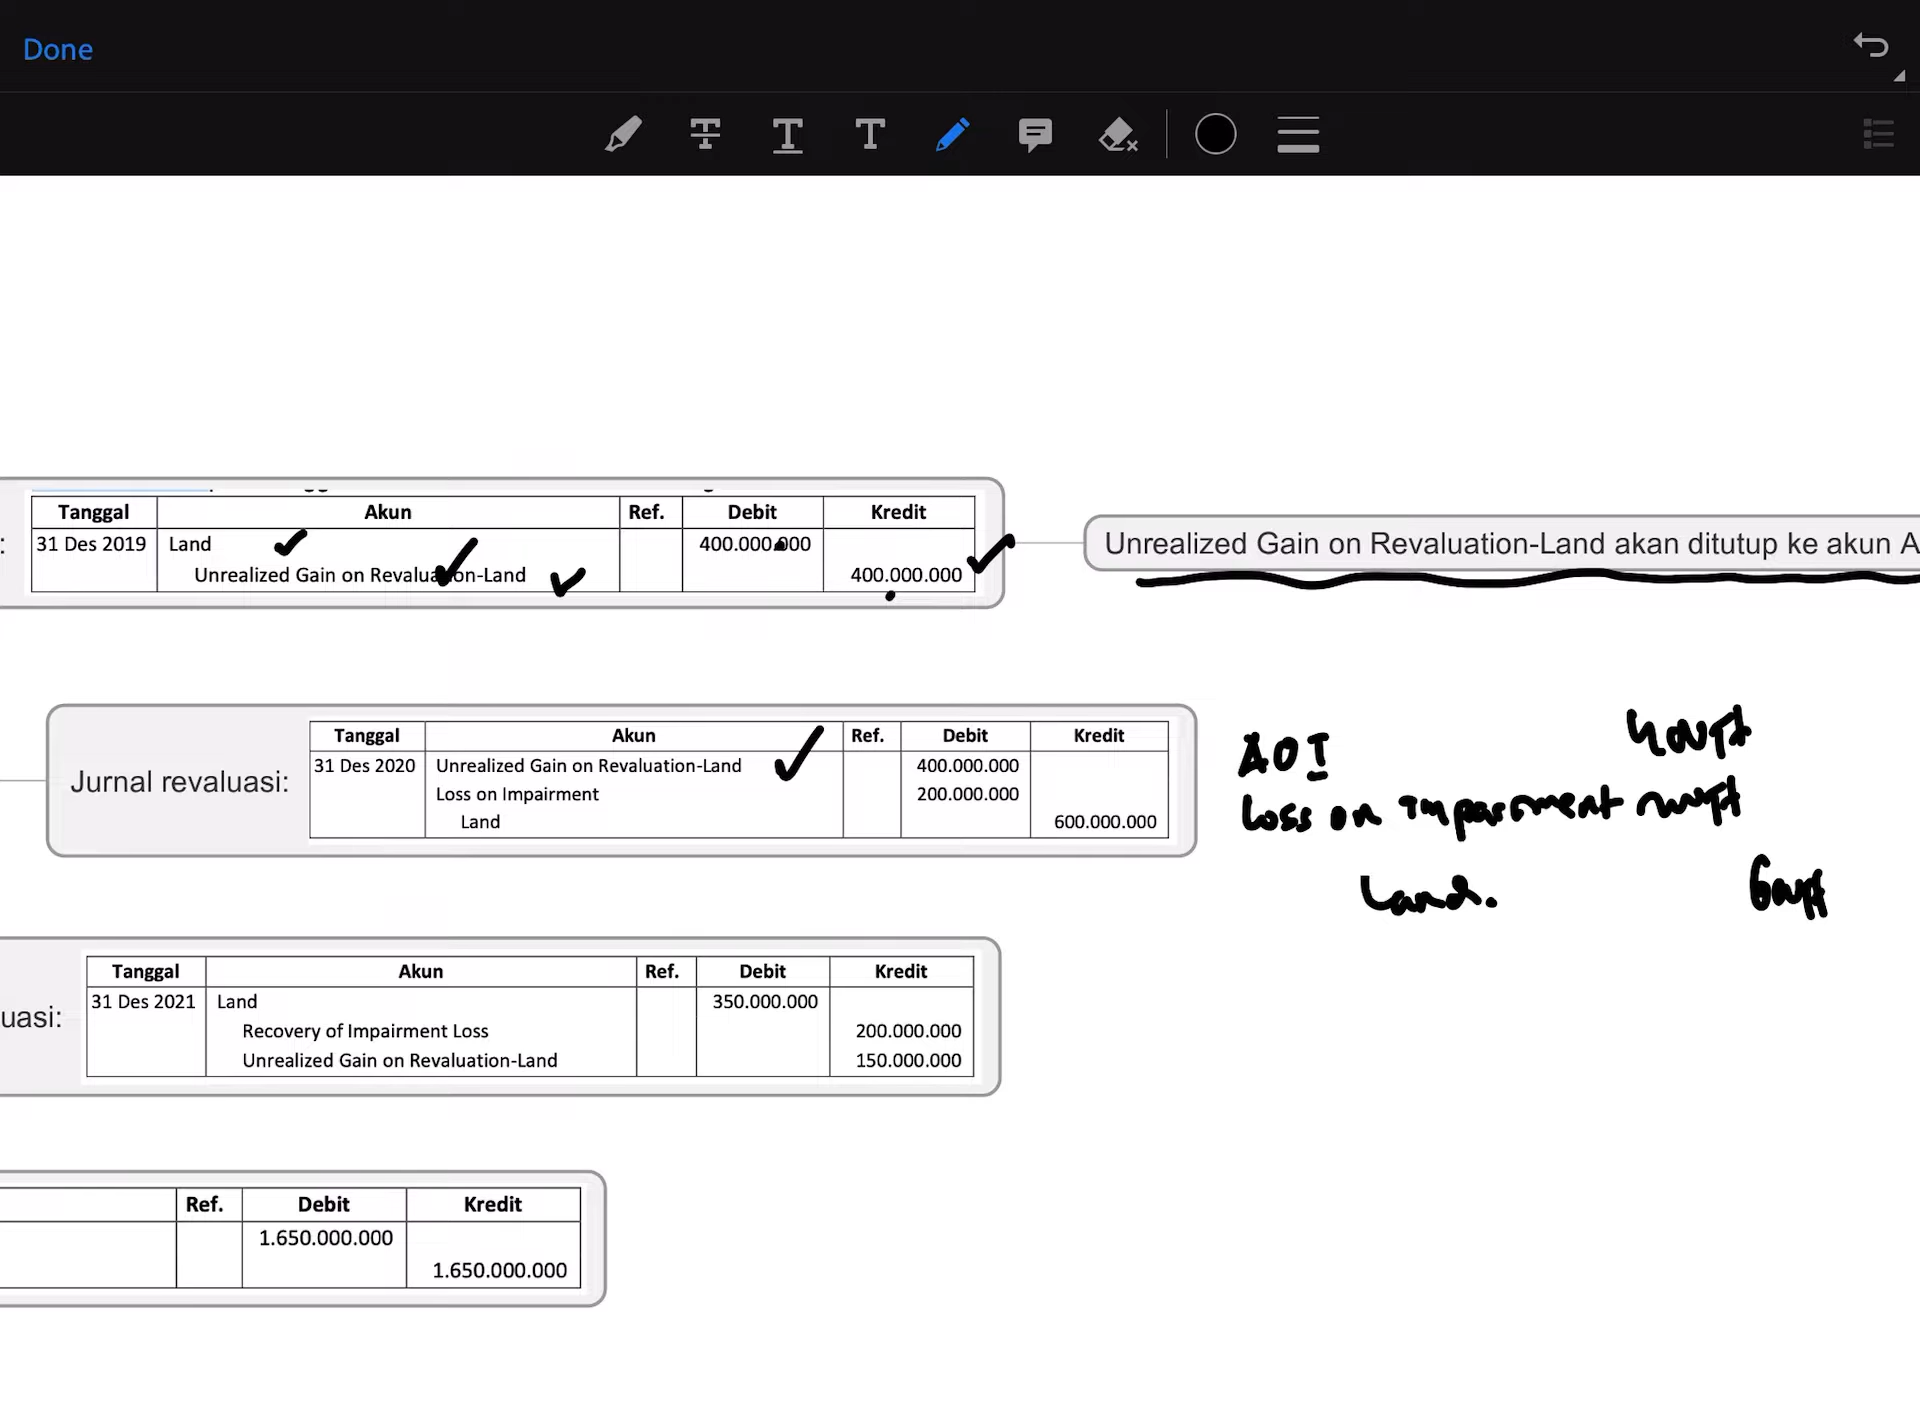 Done
Tanggal Akun Ref. Debit Kredit
: 31 Des 2019 Land 400.000.000
Unrealized Gain on Revaluation-Land 400.000.000
Unrealized Gain on Revaluation-Land akan ditutup ke akun A
Jurnal revaluasi:
Tanggal Akun Ref. Debit Kredit
31 Des 2020 Unrealized Gain on Revaluation-Land 400.000.000
Loss on Impairment 200.000.000
Land 600.000.000
AOI
Loss on Impairment
Land.
uasi:
Tanggal Akun Ref. Debit Kredit
31 Des 2021 Land 350.000.000
Recovery of Impairment Loss 200.000.000
Unrealized Gain on Revaluation-Land 150.000.000
Ref. Debit Kredit
1.650.000.000
1.650.000.000